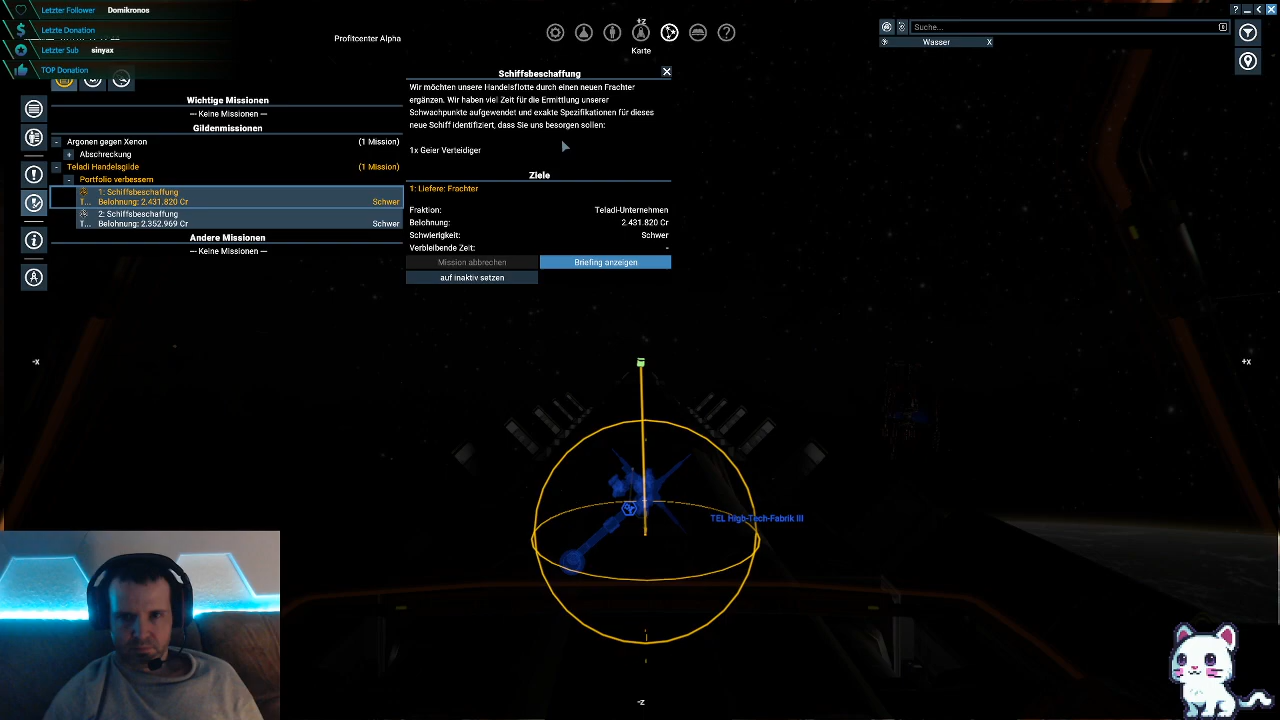 Letzter Follower Domikronos
Letzte Donation
Letzter Sub sinyax
TOP Donation
Profitcenter Alpha
+Z
Karte
Suche...
Wasser X
Wichtige Missionen
--- Keine Missionen ---
Gildenmissionen
- Argonen gegen Xenon (1 Mission)
+ Abschreckung
- Teladi Handelsgilde (1 Mission)
- Portfolio verbessern
1: Schiffsbeschaffung
T... Belohnung: 2.431.820 Cr Schwer
2: Schiffsbeschaffung
T... Belohnung: 2.352.969 Cr Schwer
Andere Missionen
--- Keine Missionen ---
Schiffsbeschaffung
Wir möchten unsere Handelsflotte durch einen neuen Frachter
ergänzen. Wir haben viel Zeit für die Ermittlung unserer
Schwachpunkte aufgewendet und exakte Spezifikationen für dieses
neue Schiff identifiziert, dass Sie uns besorgen sollen:
1x Geier Verteidiger
Ziele
1: Liefere: Frachter
Fraktion: Teladi-Unternehmen
Belohnung: 2.431.820 Cr
Schwierigkeit: Schwer
Verbleibende Zeit: -
Mission abbrechen Briefing anzeigen
auf inaktiv setzen
-X
+X
TEL High-Tech-Fabrik III
-Z